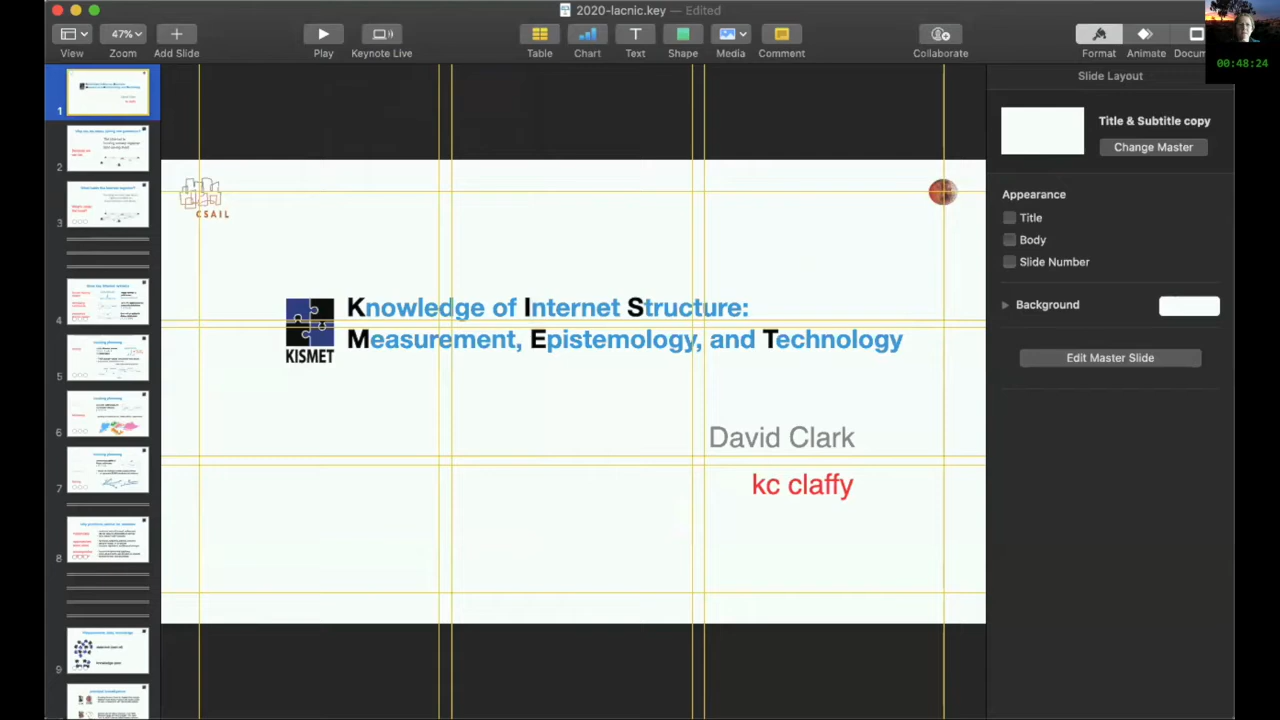 2020-lacnic.key — Edited
47%
View
Zoom
Add Slide
Play
Keynote Live
Table
Chart
Text
Shape
Media
Comment
Collaborate
Format
Animate
Docum
00:48:24
Slide Layout
Title & Subtitle copy
Change Master
Appearance
Title
Body
Slide Number
Background
Edit Master Slide
1
2
3
4
5
6
7
8
9
CSAIL
KISMET
Knowledge of Internet Structure:
Measurement, Epistemology, and Technology
David Clark
kc claffy